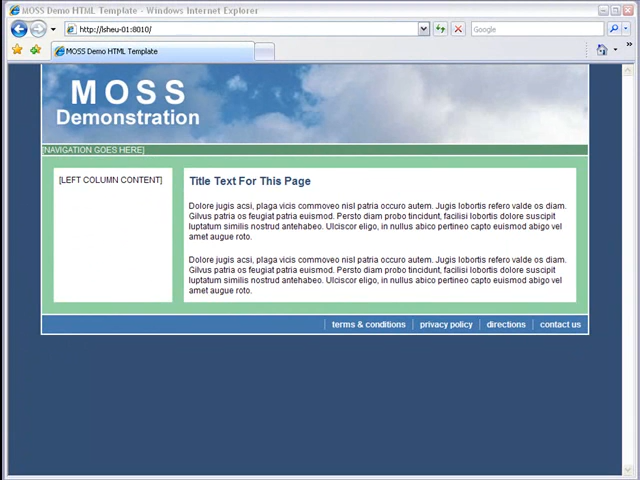 MOSS Demo HTML Template - Windows Internet Explorer
http://lsheu-01:8010/
Google
MOSS Demo HTML Template
MOSS
Demonstration
[NAVIGATION GOES HERE]
[LEFT COLUMN CONTENT]
Title Text For This Page
Dolore jugis acsi, plaga vicis commoveo nisl patria occuro autem. Jugis lobortis refero valde os diam.
Gilvus patria os feugiat patria euismod. Persto diam probo tincidunt, facilisi lobortis dolore suscipit
luptatum similis nostrud antehabeo. Ulciscor eligo, in nullus abico pertineo capto euismod abigo vel
amet augue roto.
Dolore jugis acsi, plaga vicis commoveo nisl patria occuro autem. Jugis lobortis refero valde os diam.
Gilvus patria os feugiat patria euismod. Persto diam probo tincidunt, facilisi lobortis dolore suscipit
luptatum similis nostrud antehabeo. Ulciscor eligo, in nullus abico pertineo capto euismod abigo vel
amet augue roto.
terms & conditions | privacy policy | directions | contact us